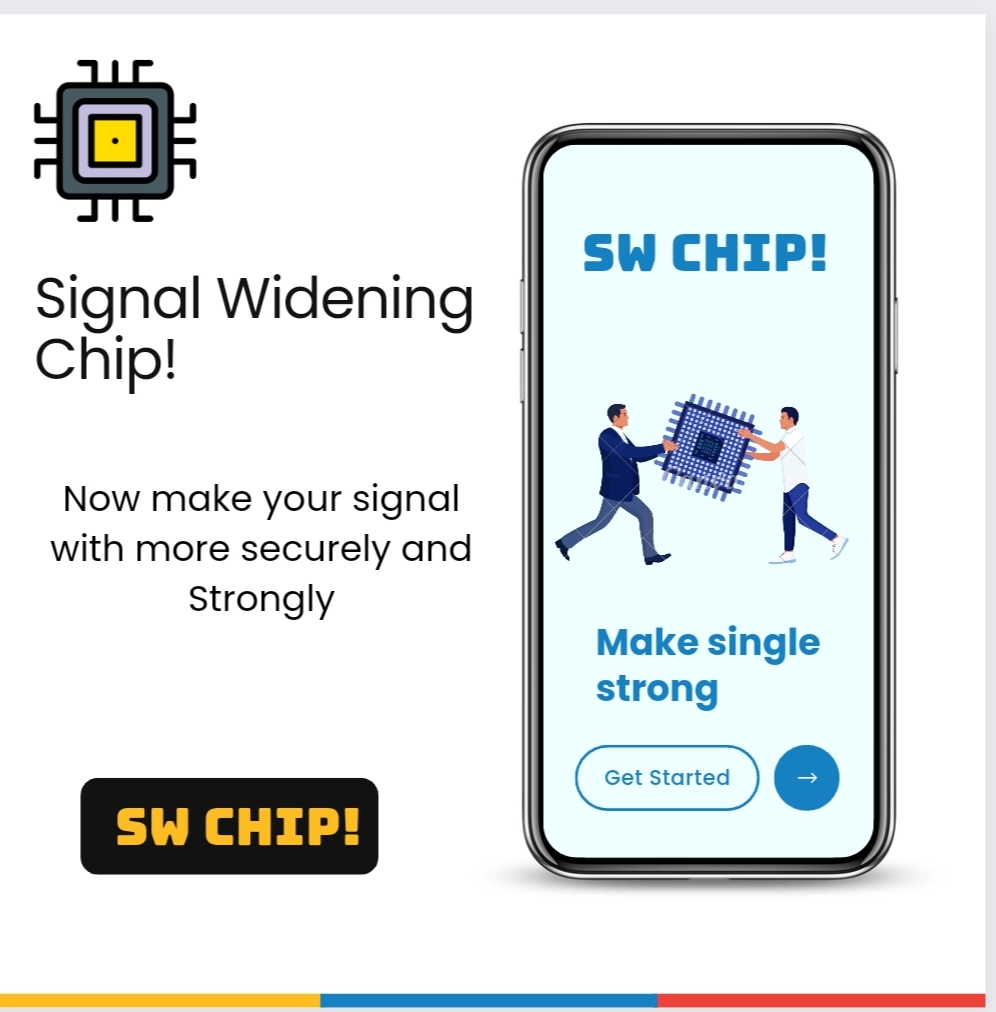 Signal Widening
Chip!
Now make your signal
with more securely and
Strongly
SW CHIP!
SW CHIP!
Make single
strong
Get Started
→